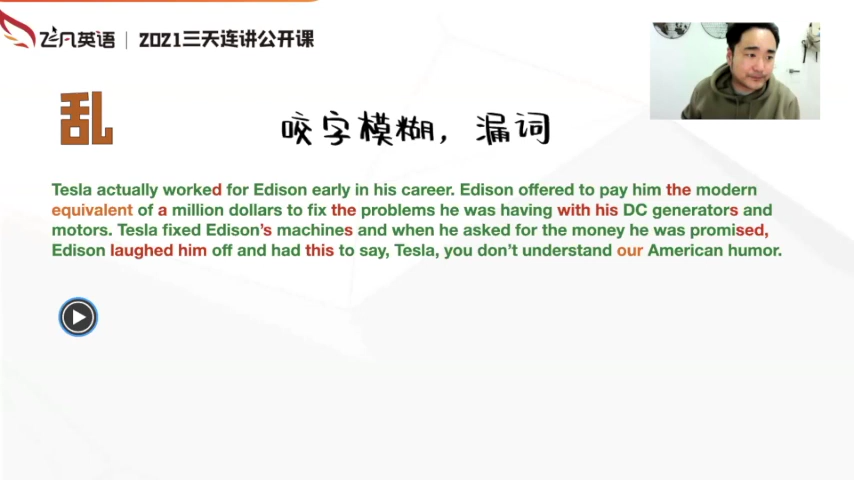 飞凡英语 | 2021三天连讲公开课
乱
咬字模糊，漏词
Tesla actually worked for Edison early in his career. Edison offered to pay him the modern
equivalent of a million dollars to fix the problems he was having with his DC generators and
motors. Tesla fixed Edison’s machines and when he asked for the money he was promised,
Edison laughed him off and had this to say, Tesla, you don’t understand our American humor.